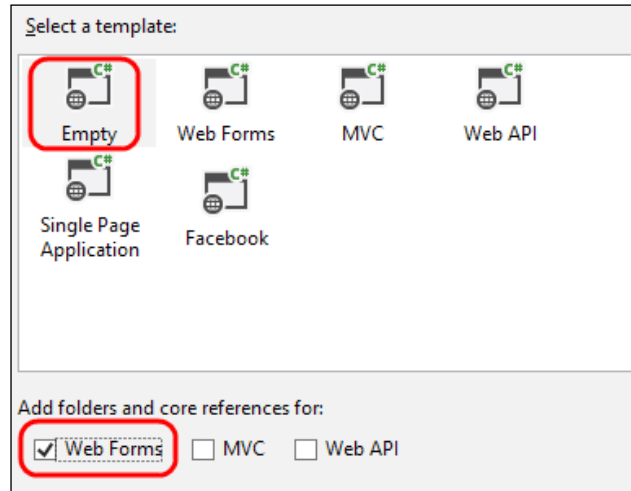 Select a template:
C# C# C# C#
Empty Web Forms MVC Web API
C# C#
Single Page
Application Facebook
Add folders and core references for:
Web Forms MVC Web API